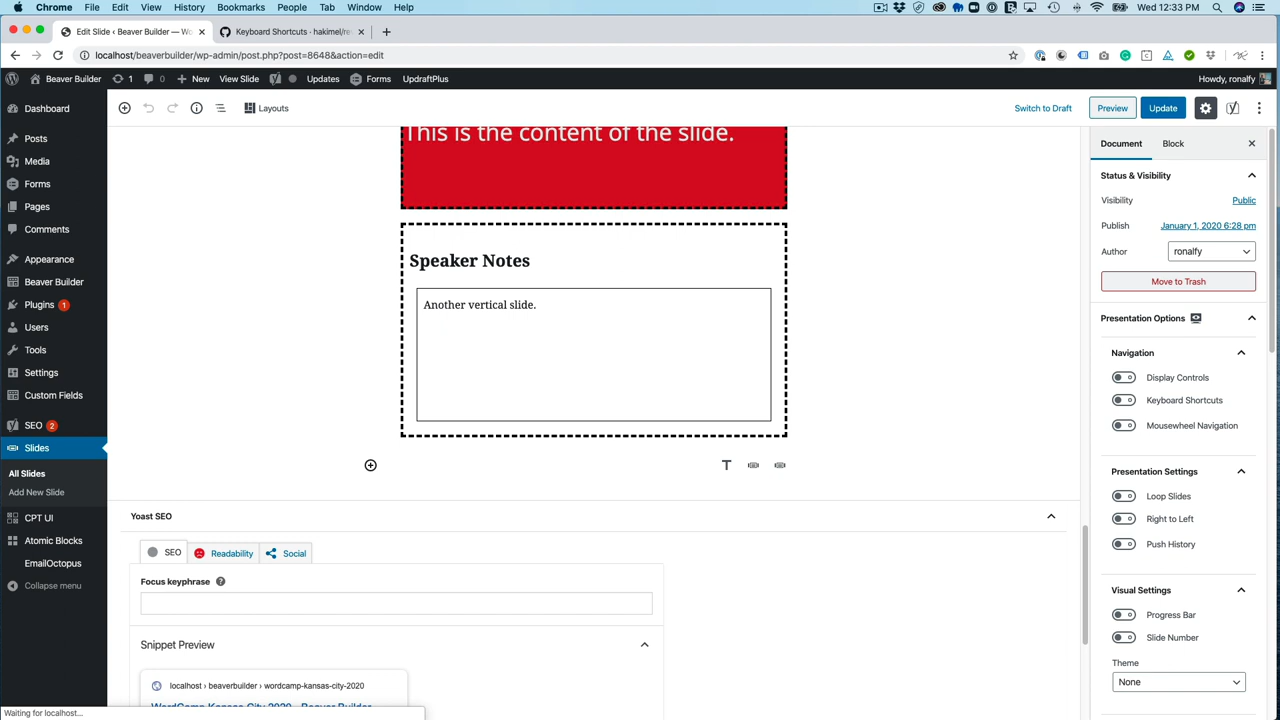 Chrome File Edit View History Bookmarks People Tab Window Help
Wed 12:33 PM
Edit Slide ‹ Beaver Builder — Wo
Keyboard Shortcuts · hakimel/re
localhost/beaverbuilder/wp-admin/post.php?post=8648&action=edit
Beaver Builder 1 0 New View Slide Updates Forms UpdraftPlus
Howdy, ronalfy
Dashboard
Posts
Media
Forms
Pages
Comments
Appearance
Beaver Builder
Plugins 1
Users
Tools
Settings
Custom Fields
SEO 2
Slides
All Slides
Add New Slide
CPT UI
Atomic Blocks
EmailOctopus
Collapse menu
Layouts
Switch to Draft
Preview
Update
This is the content of the slide.
Speaker Notes
Another vertical slide.
Yoast SEO
SEO
Readability
Social
Focus keyphrase
Snippet Preview
localhost › beaverbuilder › wordcamp-kansas-city-2020
WordCamp Kansas City 2020 - Beaver Builder
Document
Block
Status & Visibility
Visibility
Public
Publish
January 1, 2020 6:28 pm
Author
ronalfy
Move to Trash
Presentation Options
Navigation
Display Controls
Keyboard Shortcuts
Mousewheel Navigation
Presentation Settings
Loop Slides
Right to Left
Push History
Visual Settings
Progress Bar
Slide Number
Theme
None
Waiting for localhost...